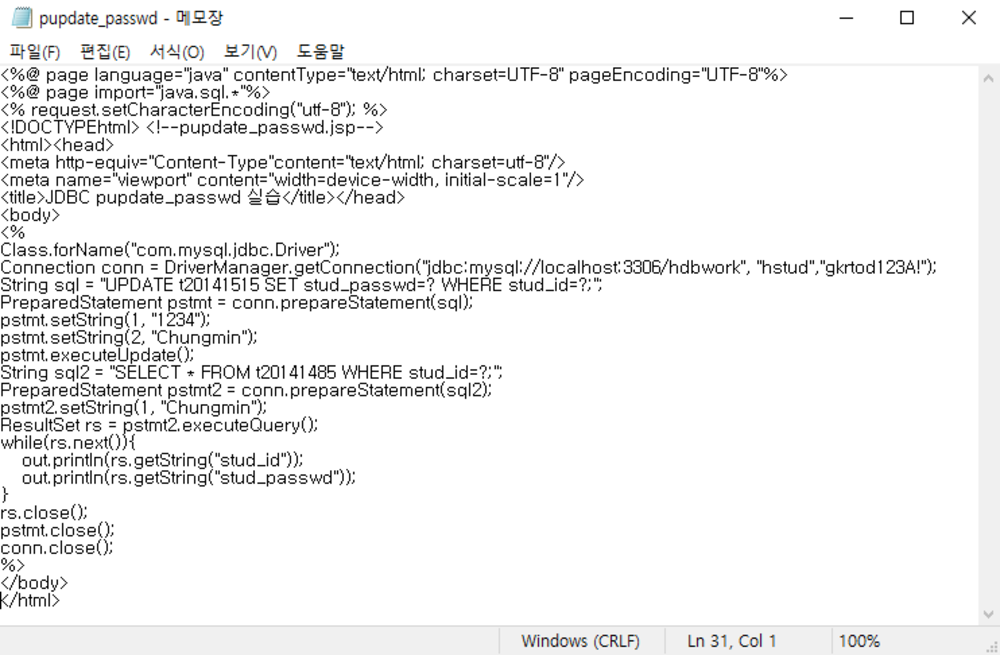 pupdate_passwd - 메모장
파일(F) 편집(E) 서식(O) 보기(V) 도움말
<%@ page language="java" contentType="text/html; charset=UTF-8" pageEncoding="UTF-8"%>
<%@ page import="java.sql.*"%>
<% request.setCharacterEncoding("utf-8"); %>
<!DOCTYPEhtml> <!--pupdate_passwd.jsp-->
<html><head>
<meta http-equiv="Content-Type"content="text/html; charset=utf-8"/>
<meta name="viewport" content="width=device-width, initial-scale=1"/>
<title>JDBC pupdate_passwd 실습</title></head>
<body>
<%
Class.forName("com.mysql.jdbc.Driver");
Connection conn = DriverManager.getConnection("jdbc:mysql://localhost:3306/hdbwork", "hstud","gkrtod123A!");
String sql = "UPDATE t20141515 SET stud_passwd=? WHERE stud_id=?;";
PreparedStatement pstmt = conn.prepareStatement(sql);
pstmt.setString(1, "1234");
pstmt.setString(2, "Chungmin");
pstmt.executeUpdate();
String sql2 = "SELECT * FROM t20141485 WHERE stud_id=?;";
PreparedStatement pstmt2 = conn.prepareStatement(sql2);
pstmt2.setString(1, "Chungmin");
ResultSet rs = pstmt2.executeQuery();
while(rs.next()){
    out.println(rs.getString("stud_id"));
    out.println(rs.getString("stud_passwd"));
}
rs.close();
pstmt.close();
conn.close();
%>
</body>
</html>
Windows (CRLF) Ln 31, Col 1 100%